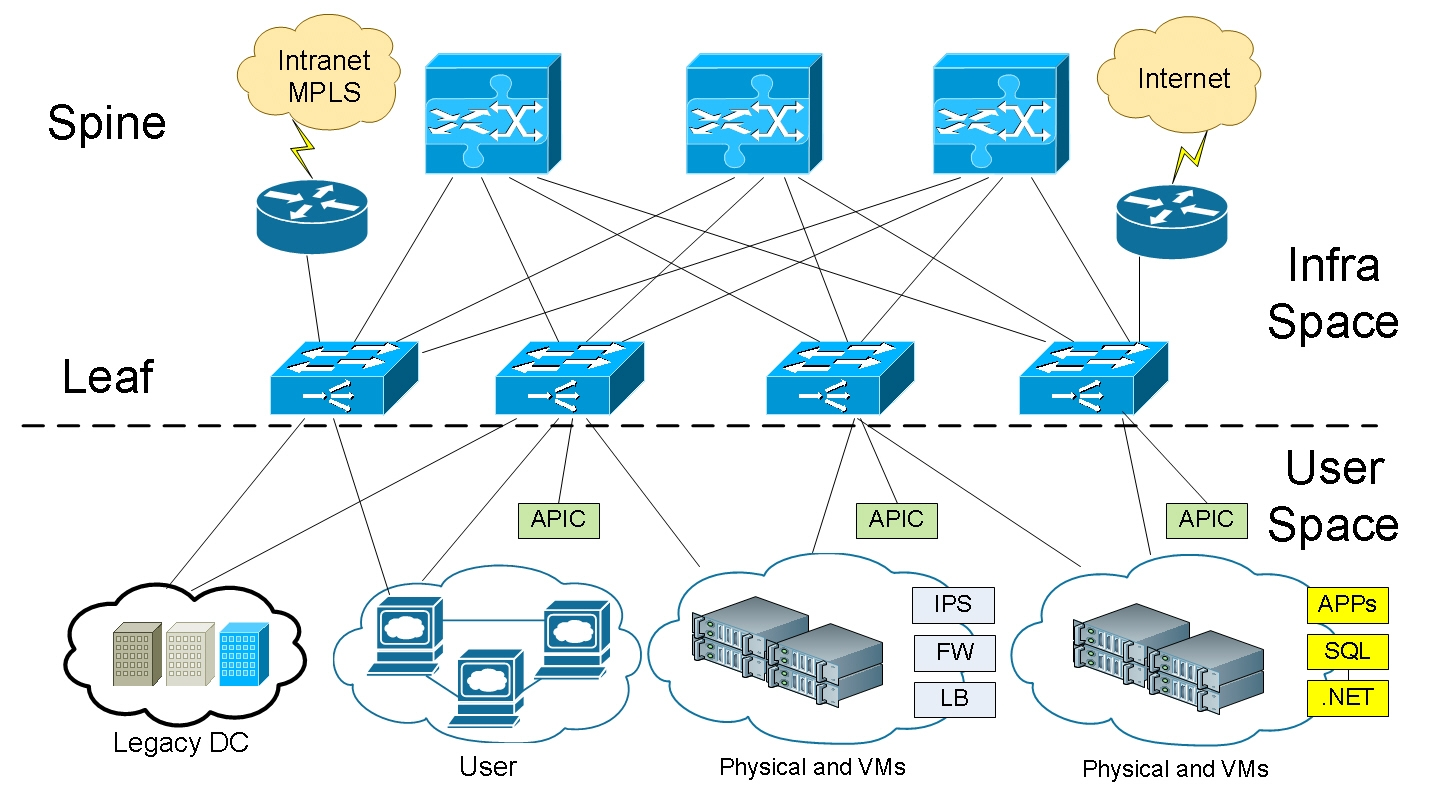 Intranet
MPLS
Internet
Spine
Infra
Space
Leaf
User
Space
APIC
APIC
APIC
IPS
FW
LB
APPs
SQL
.NET
Legacy DC
User
Physical and VMs
Physical and VMs